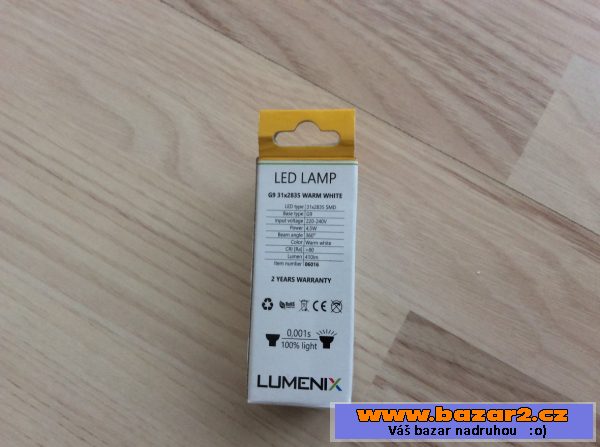 LED LAMP
G9 31x2835 WARM WHITE
LED type 31x2835 SMD
Base type G9
Input voltage 220-240V
Power 4,5W
Beam angle 360°
Color Warm white
CRI (Ra) >80
Lumen 410lm
Item number 06016
2 YEARS WARRANTY
RoHS CE
0,001s
100% light
LUMENIX
www.bazar2.cz
Váš bazar nadruhou :o)